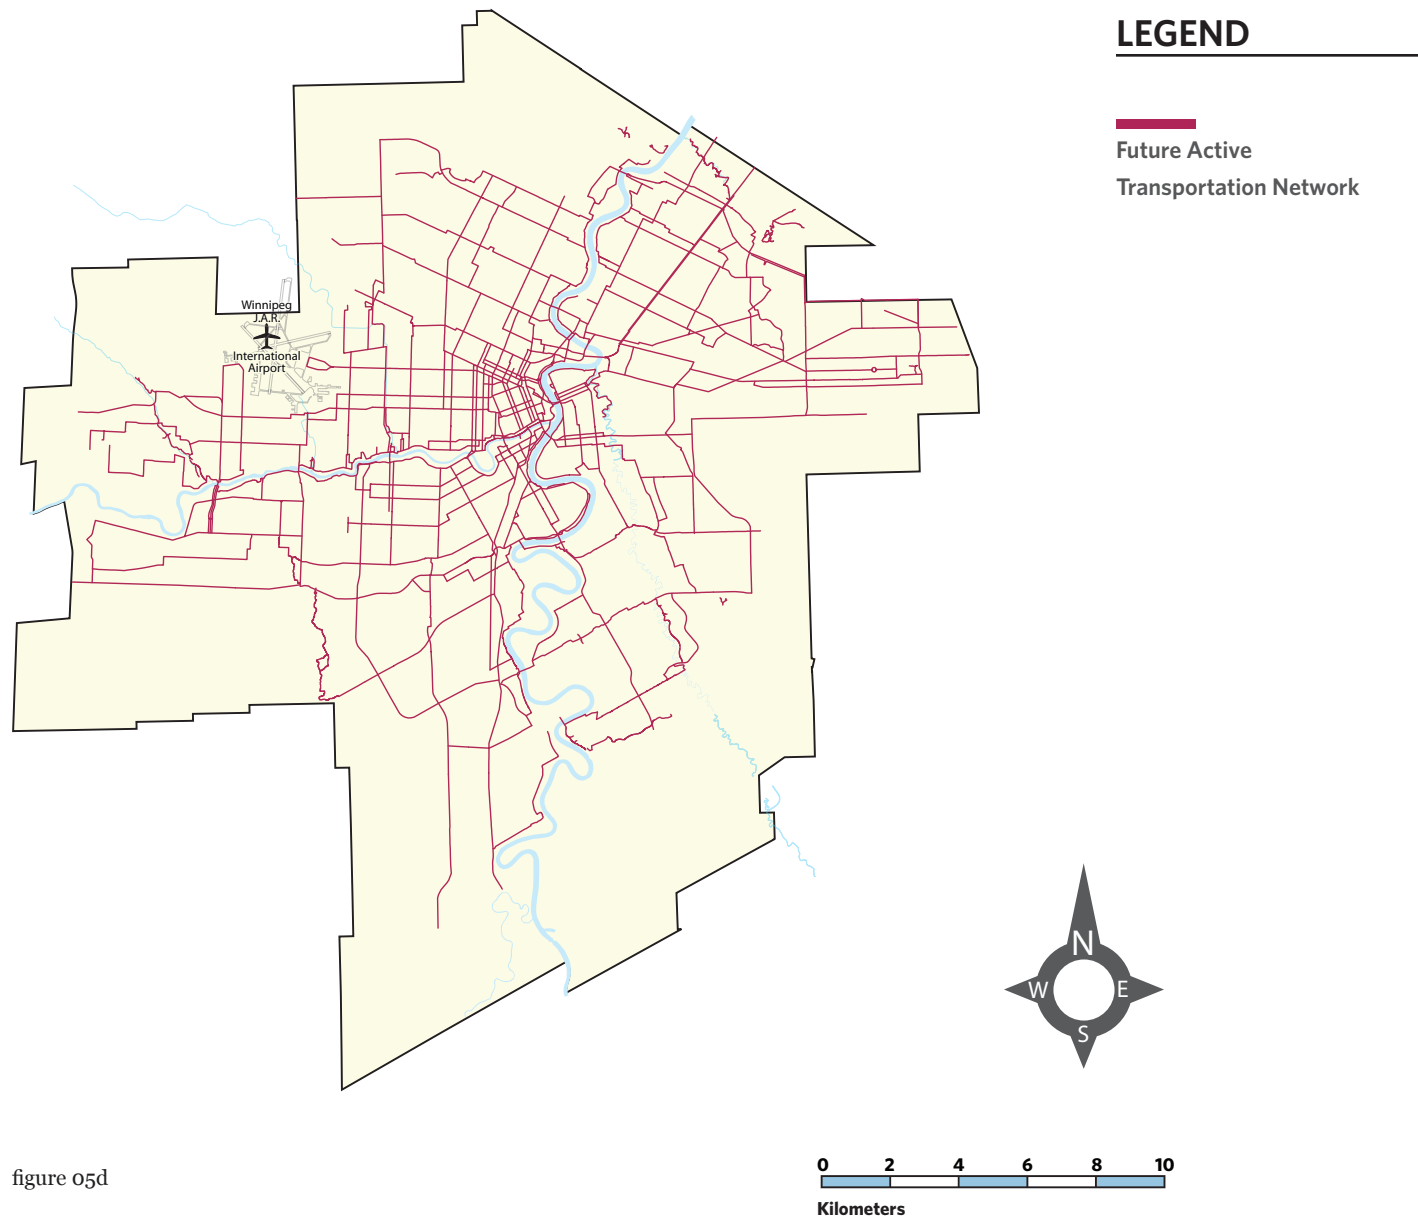 LEGEND
Future Active
Transportation Network
Winnipeg
J.A.R.
International
Airport
N
W E
S
figure 05d
0 2 4 6 8 10
Kilometers